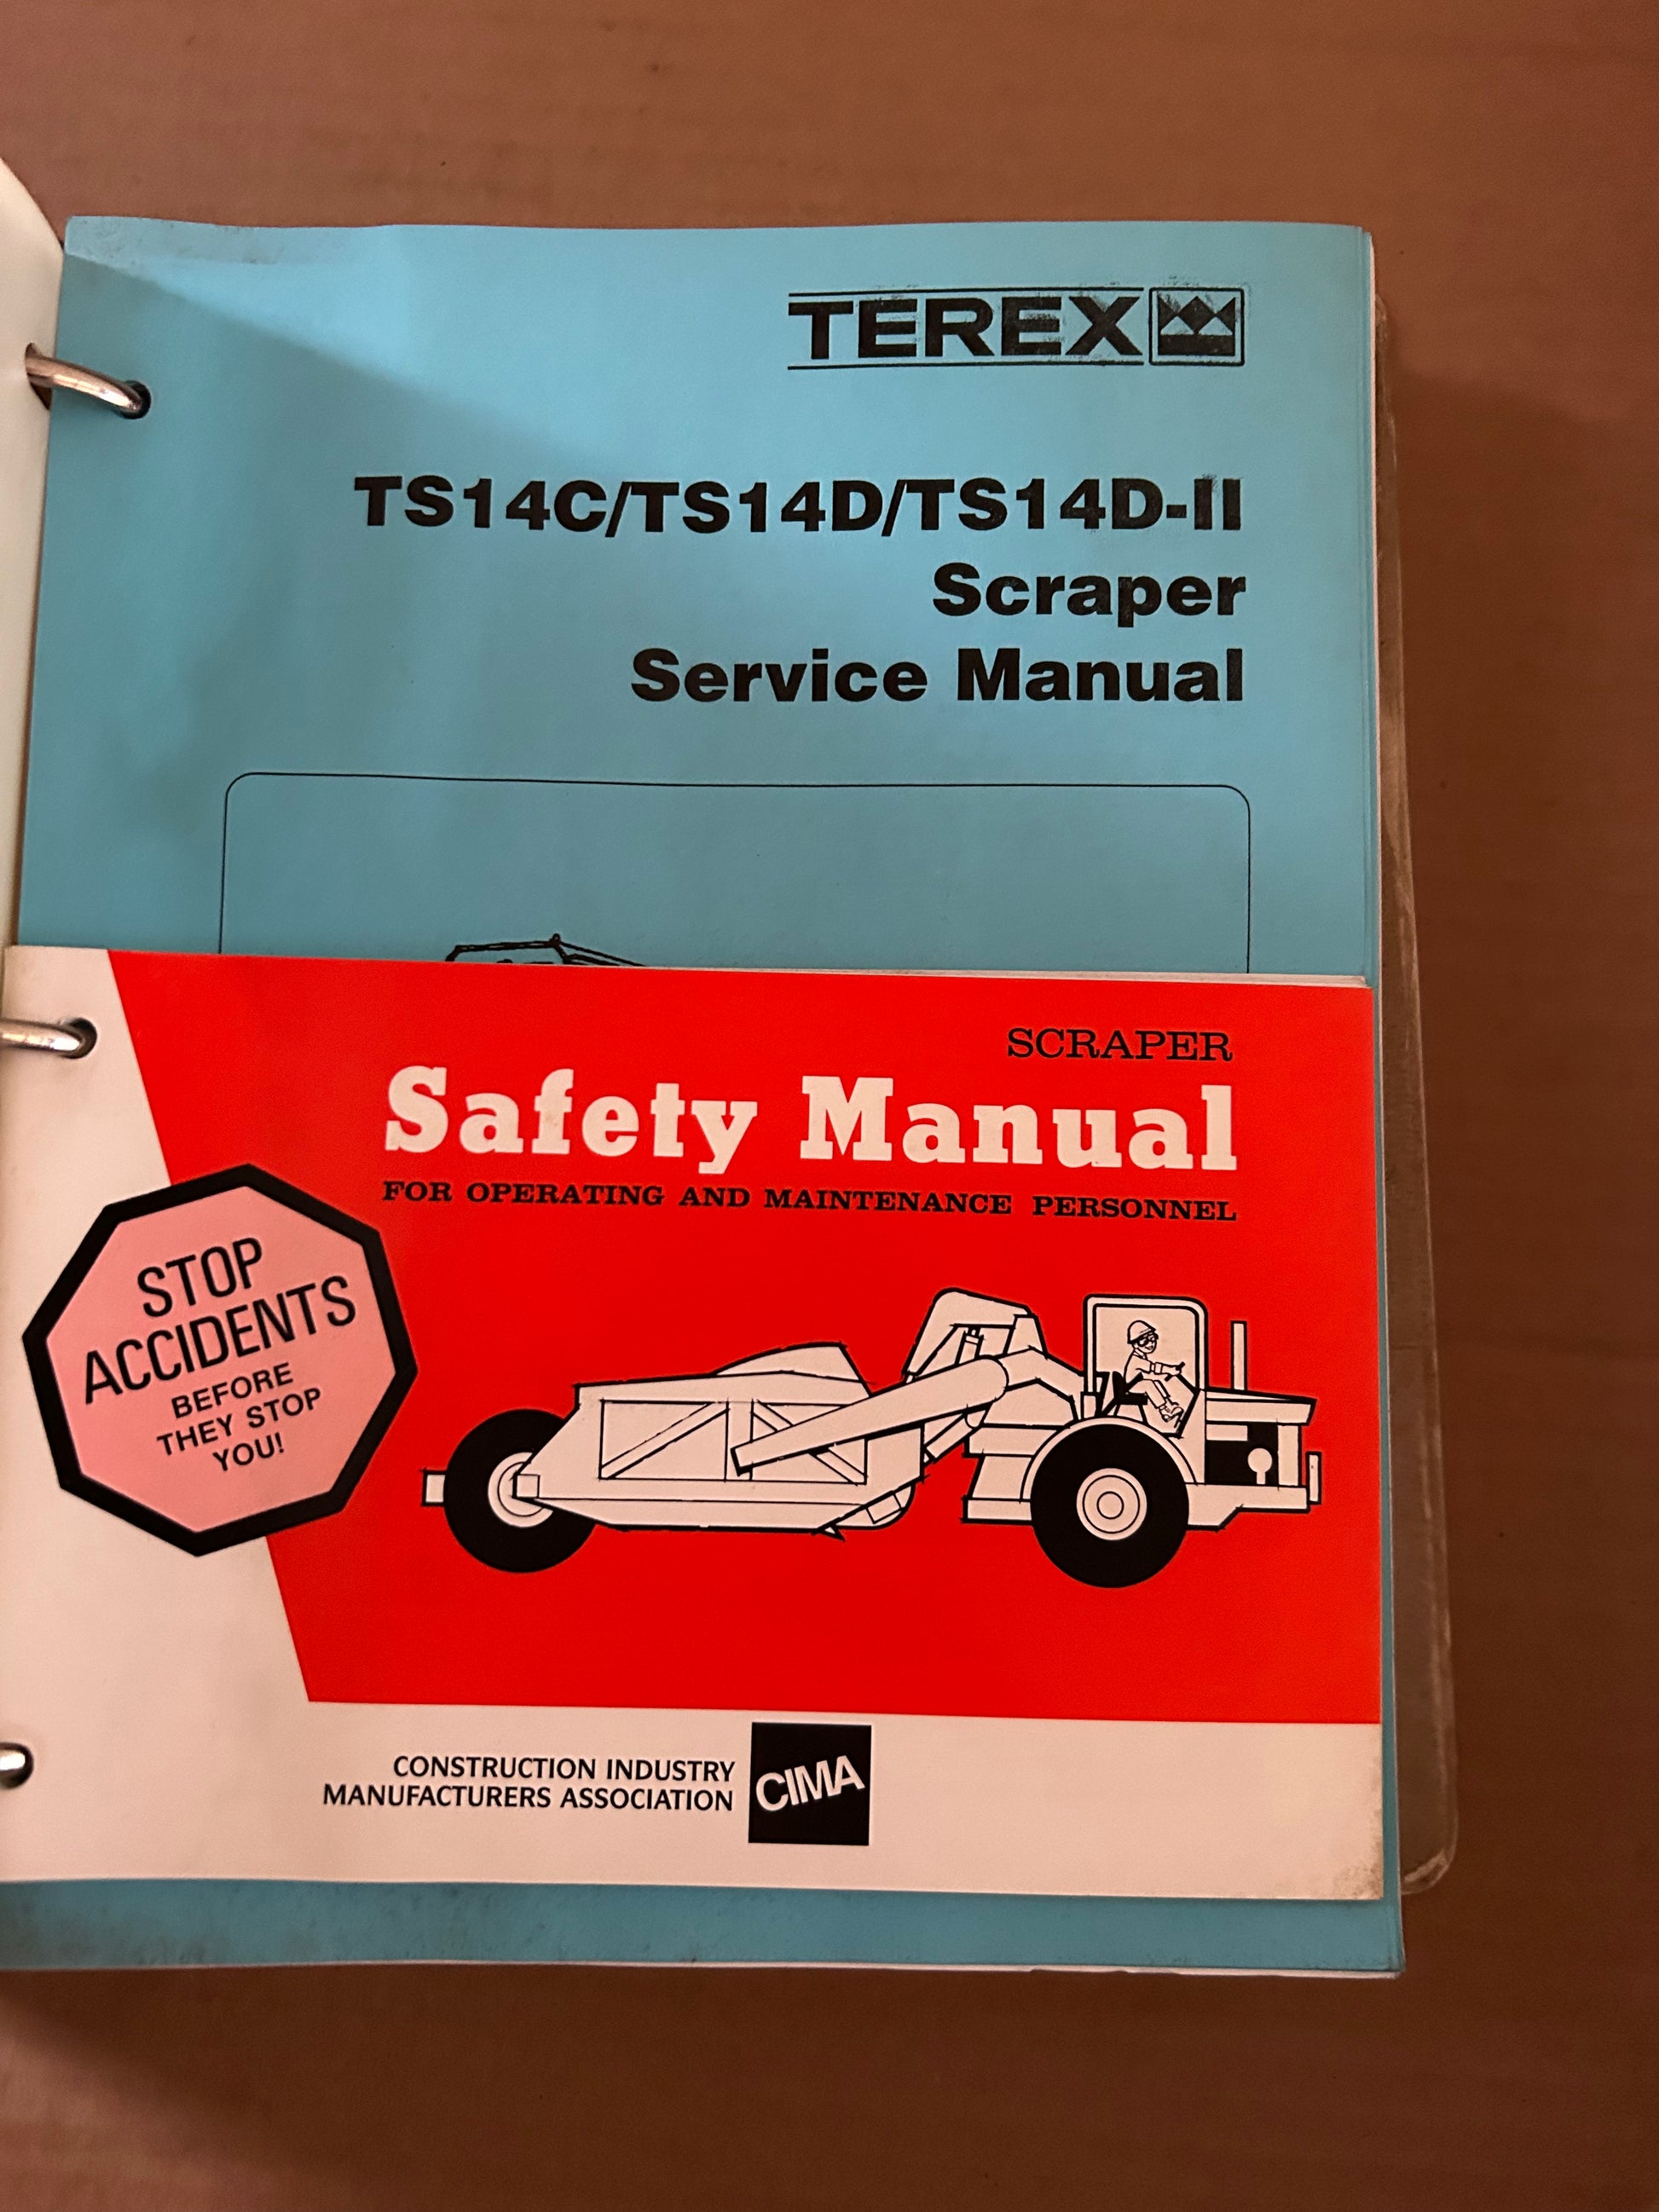 TEREX
TS14C/TS14D/TS14D-II
Scraper
Service Manual
SCRAPER
Safety Manual
FOR OPERATING AND MAINTENANCE PERSONNEL
STOP
ACCIDENTS
BEFORE
THEY STOP
YOU!
CONSTRUCTION INDUSTRY
MANUFACTURERS ASSOCIATION
CIMA